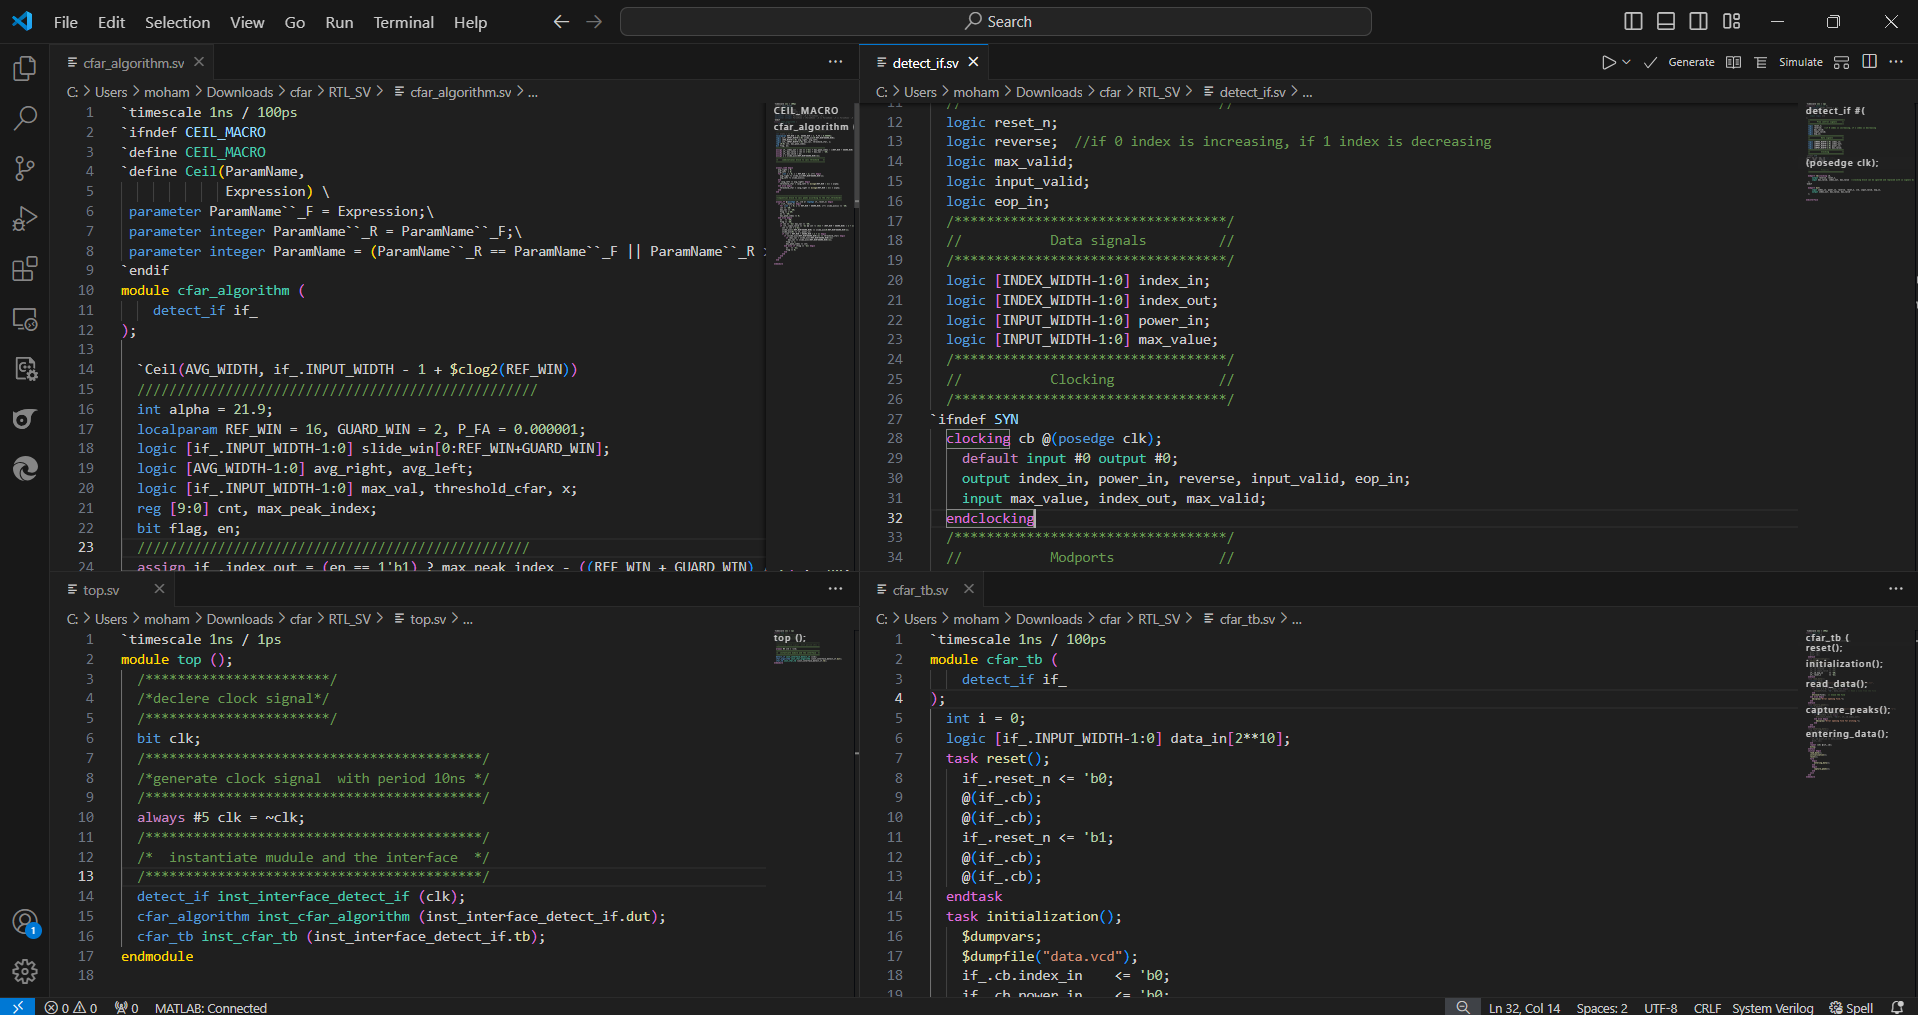 File Edit Selection View Go Run Terminal Help Search
cfar_algorithm.sv
C: > Users > moham > Downloads > cfar > RTL_SV > cfar_algorithm.sv > ...
1 `timescale 1ns / 100ps
2 `ifndef CEIL_MACRO
3 `define CEIL_MACRO
4 `define Ceil(ParamName,
5 Expression) \
6 parameter ParamName``_F = Expression;\
7 parameter integer ParamName``_R = ParamName``_F;\
8 parameter integer ParamName = (ParamName``_R == ParamName``_F || ParamName``_R >
9 `endif
10 module cfar_algorithm (
11 detect_if if_
12 );
13
14 `Ceil(AVG_WIDTH, if_.INPUT_WIDTH - 1 + $clog2(REF_WIN))
15 //////////////////////////////////////////////////
16 int alpha = 21.9;
17 localparam REF_WIN = 16, GUARD_WIN = 2, P_FA = 0.000001;
18 logic [if_.INPUT_WIDTH-1:0] slide_win[0:REF_WIN+GUARD_WIN];
19 logic [AVG_WIDTH-1:0] avg_right, avg_left;
20 logic [if_.INPUT_WIDTH-1:0] max_val, threshold_cfar, x;
21 reg [9:0] cnt, max_peak_index;
22 bit flag, en;
23 /////////////////////////////////////////////////
24 assign if_.index_out = (en == 1'b1) ? max_peak_index - ((REF_WIN + GUARD_WIN)
CEIL_MACRO
cfar_algorithm (
detect_if.sv
Generate Simulate
C: > Users > moham > Downloads > cfar > RTL_SV > detect_if.sv > ...
11 // //
12 logic reset_n;
13 logic reverse; //if 0 index is increasing, if 1 index is decreasing
14 logic max_valid;
15 logic input_valid;
16 logic eop_in;
17 /**********************************/
18 // Data signals //
19 /**********************************/
20 logic [INDEX_WIDTH-1:0] index_in;
21 logic [INDEX_WIDTH-1:0] index_out;
22 logic [INPUT_WIDTH-1:0] power_in;
23 logic [INPUT_WIDTH-1:0] max_value;
24 /**********************************/
25 // Clocking //
26 /**********************************/
27 `ifndef SYN
28 clocking cb @(posedge clk);
29 default input #0 output #0;
30 output index_in, power_in, reverse, input_valid, eop_in;
31 input max_value, index_out, max_valid;
32 endclocking
33 /**********************************/
34 // Modports //
detect_if #(
(posedge clk);
top.sv
C: > Users > moham > Downloads > cfar > RTL_SV > top.sv > ...
1 `timescale 1ns / 1ps
2 module top ();
3 /***********************/
4 /*declere clock signal*/
5 /***********************/
6 bit clk;
7 /******************************************/
8 /*generate clock signal  with period 10ns */
9 /******************************************/
10 always #5 clk = ~clk;
11 /******************************************/
12 /*  instantiate mudule and the interface  */
13 /******************************************/
14 detect_if inst_interface_detect_if (clk);
15 cfar_algorithm inst_cfar_algorithm (inst_interface_detect_if.dut);
16 cfar_tb inst_cfar_tb (inst_interface_detect_if.tb);
17 endmodule
18
top ();
cfar_tb.sv
C: > Users > moham > Downloads > cfar > RTL_SV > cfar_tb.sv > ...
1 `timescale 1ns / 100ps
2 module cfar_tb (
3 detect_if if_
4 );
5 int i = 0;
6 logic [if_.INPUT_WIDTH-1:0] data_in[2**10];
7 task reset();
8 if_.reset_n <= 'b0;
9 @(if_.cb);
10 @(if_.cb);
11 if_.reset_n <= 'b1;
12 @(if_.cb);
13 @(if_.cb);
14 endtask
15 task initialization();
16 $dumpvars;
17 $dumpfile("data.vcd");
18 if_.cb.index_in    <= 'b0;
19 if_.cb.power_in    <= 'b0;
cfar_tb (
reset();
initialization();
read_data();
capture_peaks();
entering_data();
1
0 0 0 MATLAB: Connected Ln 32, Col 14 Spaces: 2 UTF-8 CRLF System Verilog Spell